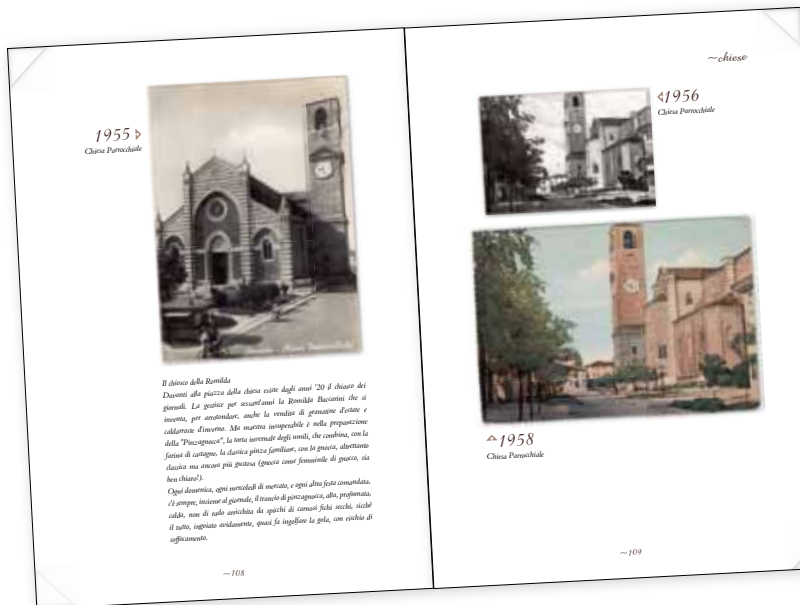 1955
Chiesa Parrocchiale
Il chiosco della Romilda
Davanti alla piazza della chiesa esiste dagli anni '20 il chiosco dei
giornali. La gestisce per sessant'anni la Romilda Baccarini che si
inventa, per arrotondare, anche la vendita di granatine d'estate e
caldarroste d'inverno. Ma maestra insuperabile è nella preparazione
della "Pinzagnocca", la torta invernale degli umili, che combina, con la
farina di castagne, la classica pinza familiare, con la gnocca, altrettanto
classica ma ancora più gustosa (gnocca come femminile di gnocco, sia
ben chiaro!).
Ogni domenica, ogni mercoledì di mercato, e ogni altra festa comandata,
c'è sempre, insieme al giornale, il trancio di pinzagnocca, alta, profumata,
calda, non di rado arricchita da spicchi di carnosi fichi secchi, sicchè
il tutto, ingoiato avidamente, quasi fa ingolfare la gola, con rischio di
soffocamento.
~108
~chiese
1956
Chiesa Parrocchiale
1958
Chiesa Parrocchiale
~109